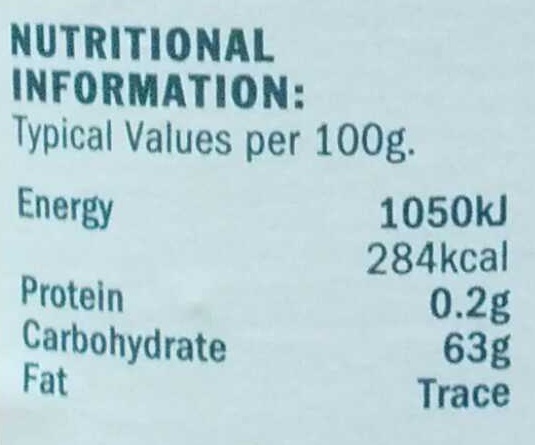 NUTRITIONAL
INFORMATION:
Typical Values per 100g.
Energy 1050kJ
284kcal
Protein 0.2g
Carbohydrate 63g
Fat Trace